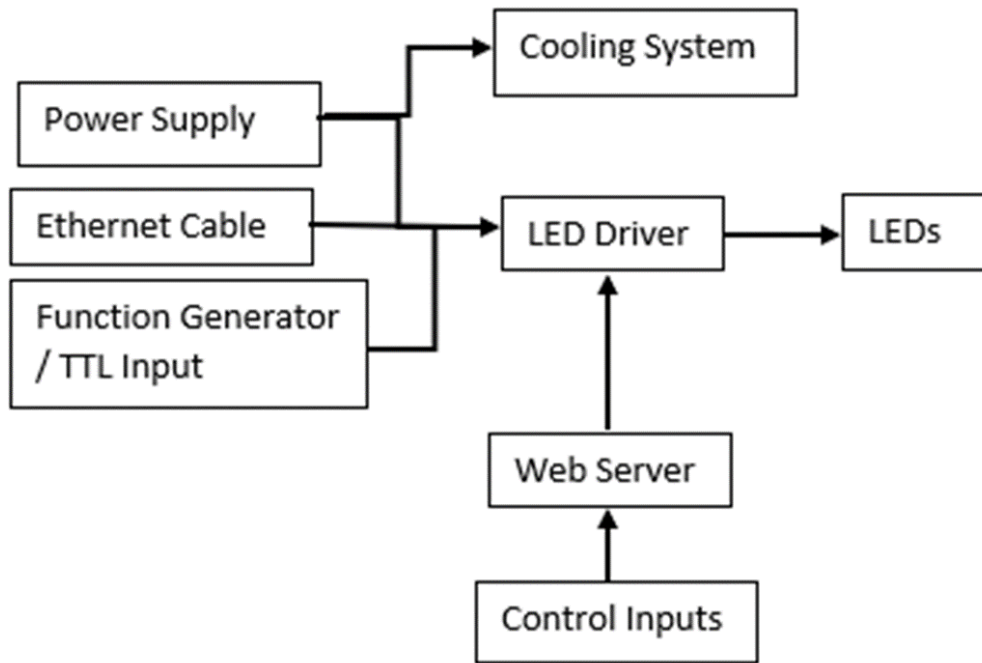 Cooling System
Power Supply
Ethernet Cable
LED Driver
LEDs
Function Generator
/ TTL Input
Web Server
Control Inputs